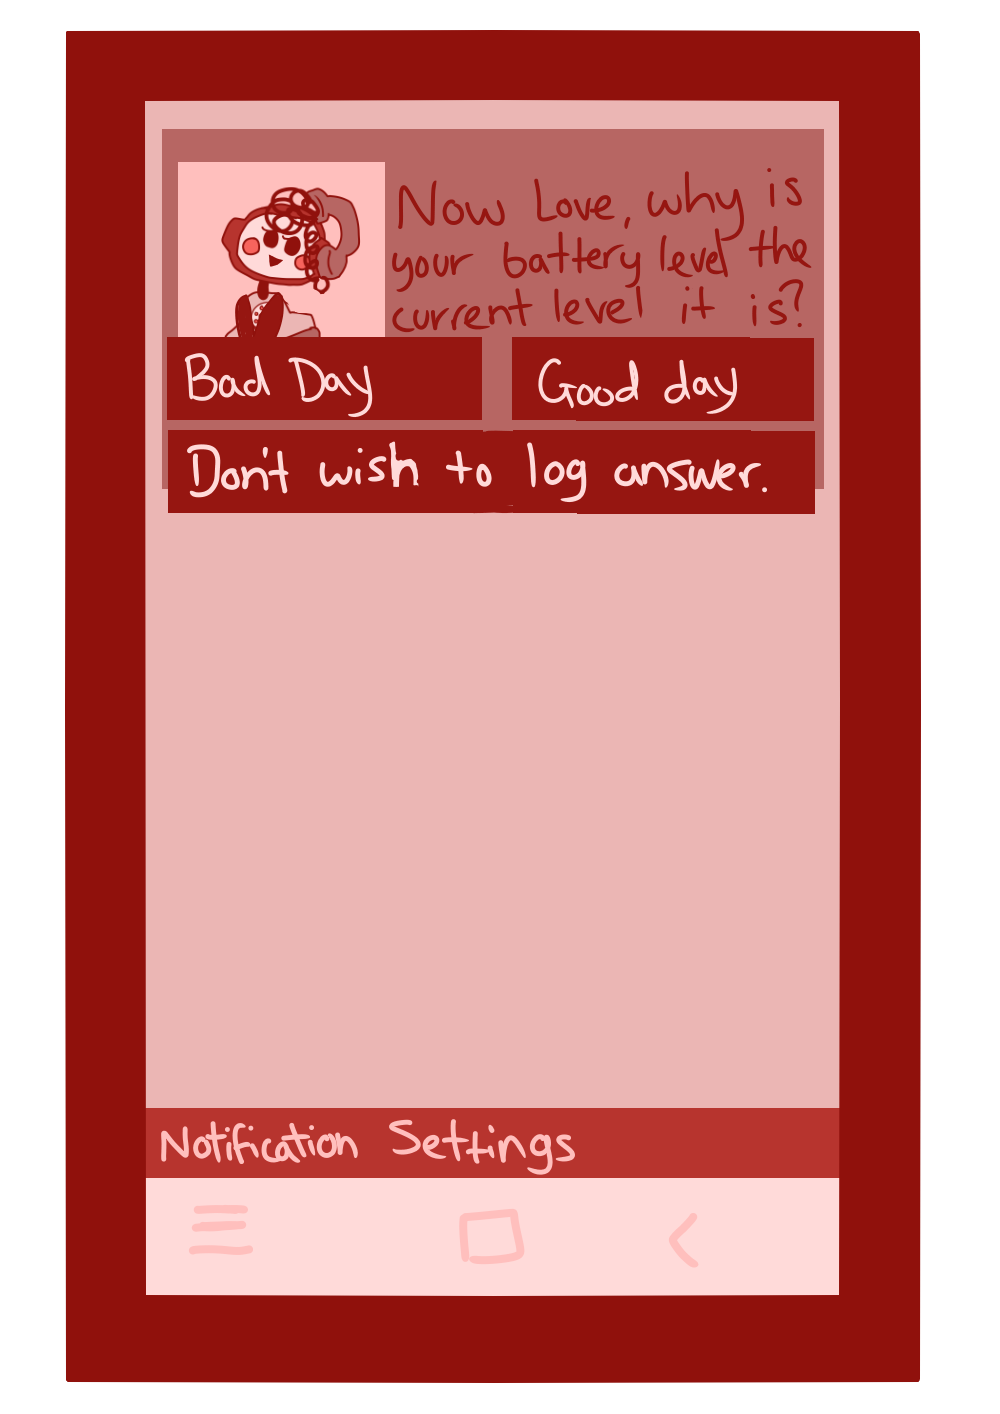 Now Love, why is
your battery level the
current level it is?
Bad Day
Good day
Don't wish to log answer.
Notification Settings